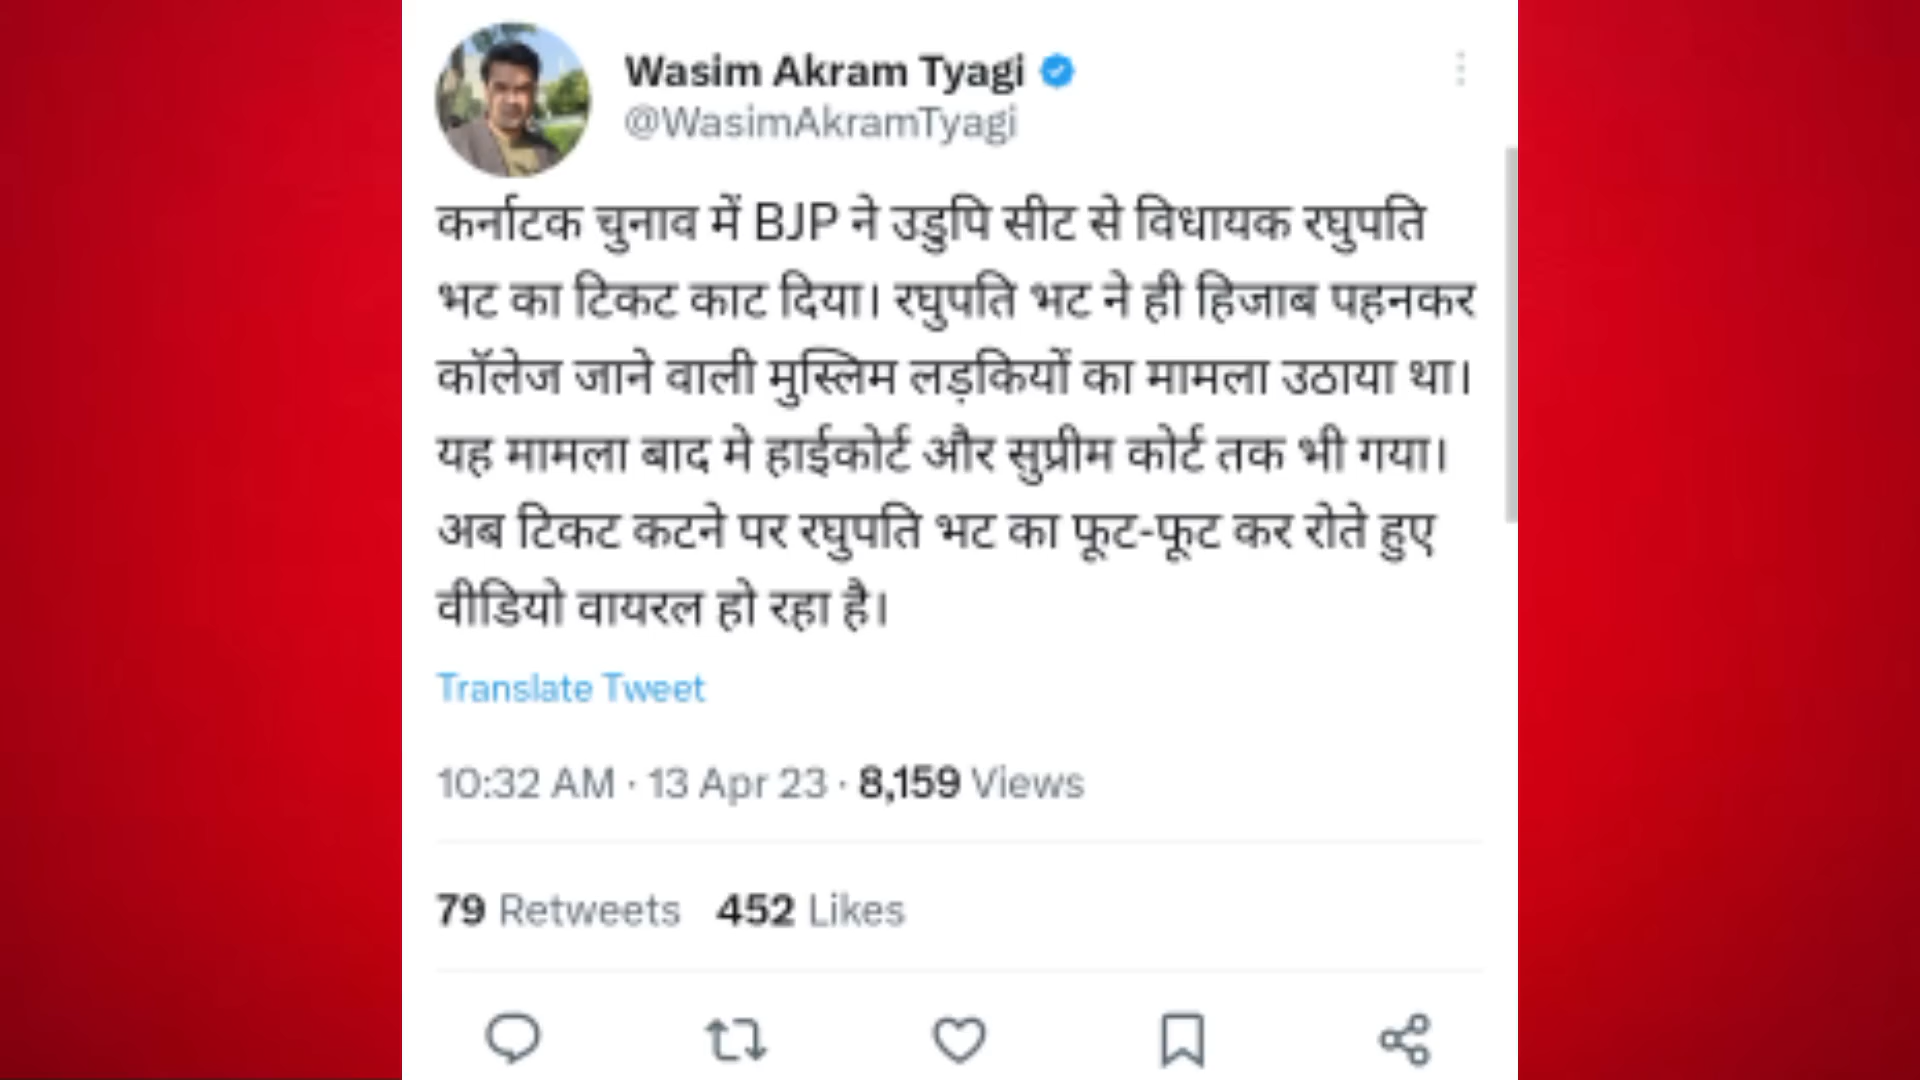 Wasim Akram Tyagi
@WasimAkramTyagi
कर्नाटक चुनाव में BJP ने उडुपि सीट से विधायक रघुपति
भट का टिकट काट दिया। रघुपति भट ने ही हिजाब पहनकर
कॉलेज जाने वाली मुस्लिम लड़कियों का मामला उठाया था।
यह मामला बाद मे हाईकोर्ट और सुप्रीम कोर्ट तक भी गया।
अब टिकट कटने पर रघुपति भट का फूट-फूट कर रोते हुए
वीडियो वायरल हो रहा है।
Translate Tweet
10:32 AM · 13 Apr 23 · 8,159 Views
79 Retweets 452 Likes